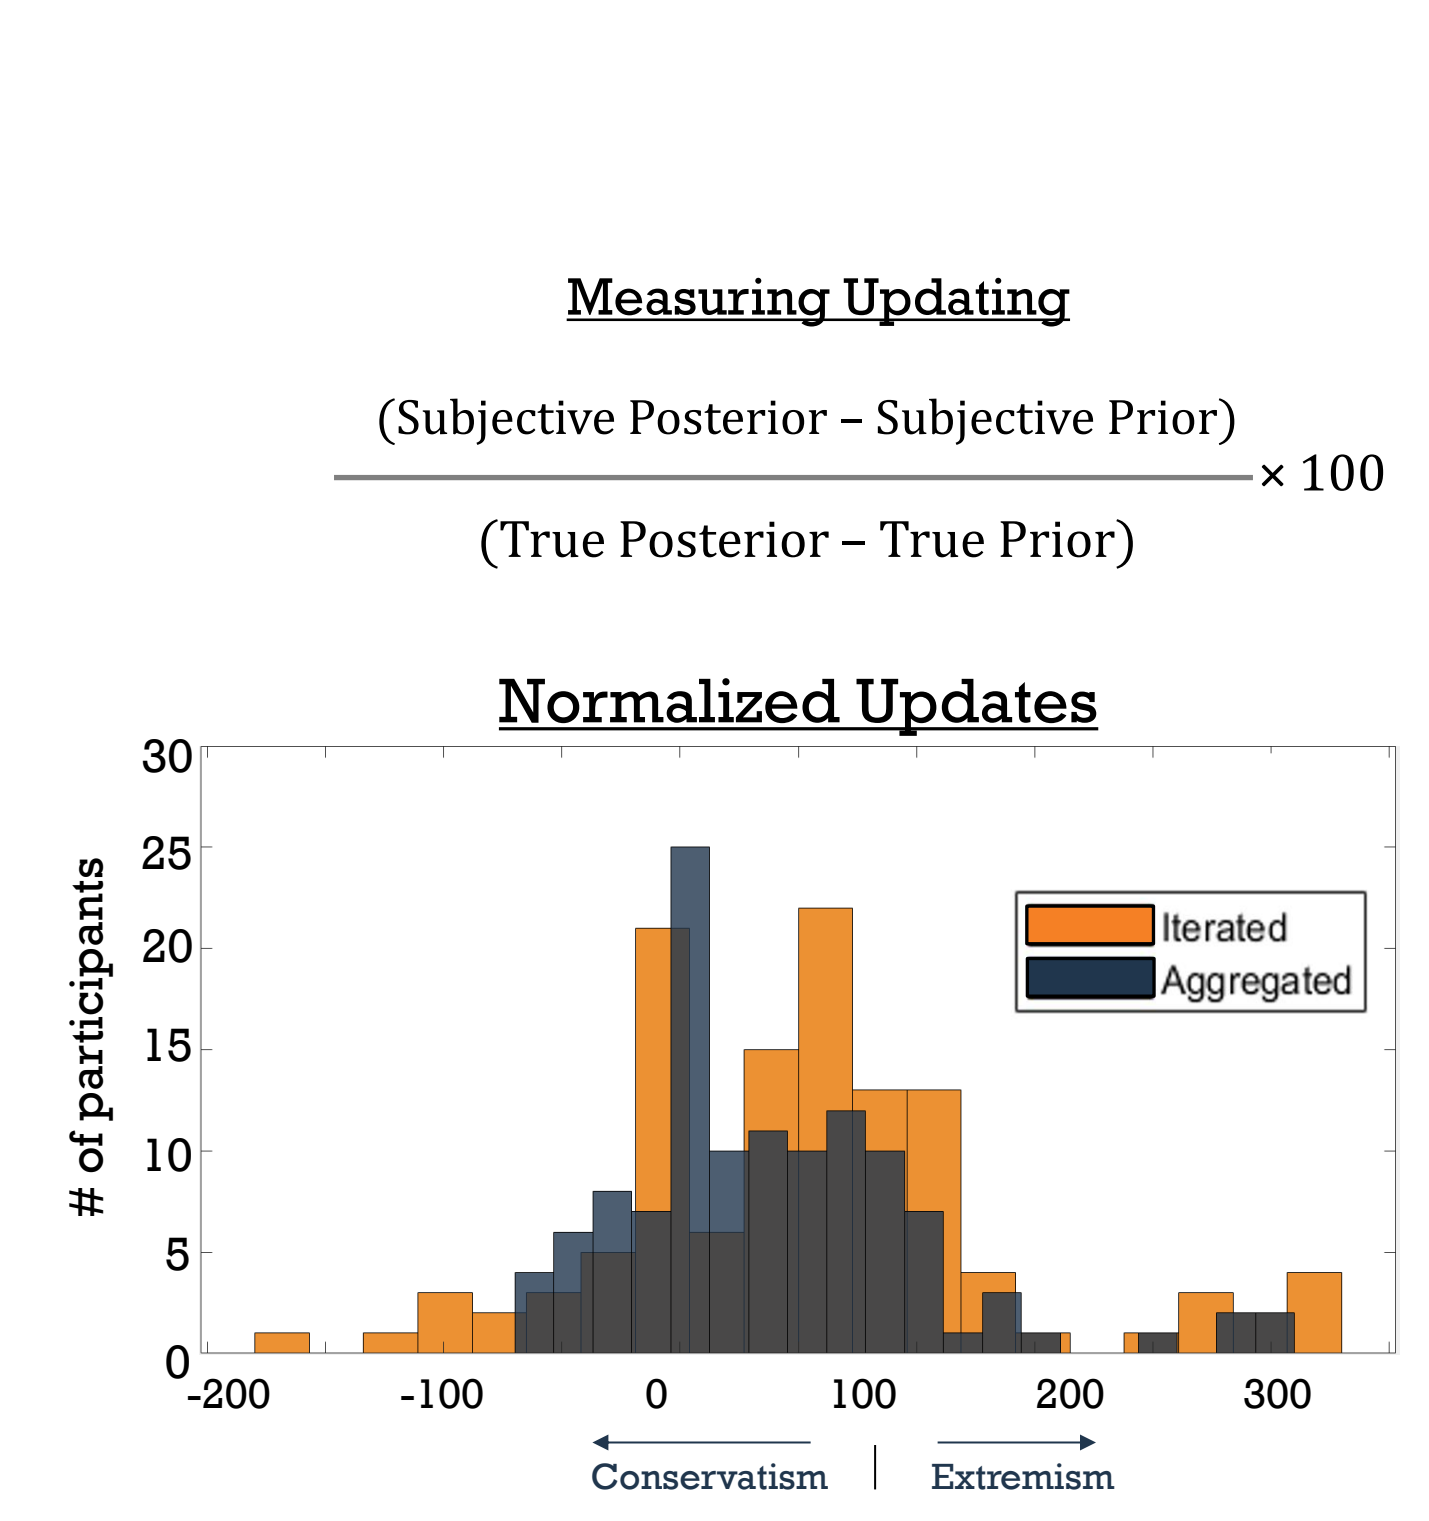 Measuring Updating
(Subjective Posterior – Subjective Prior)
× 100
(True Posterior – True Prior)
Normalized Updates
30
25
20
15
10
5
0
# of participants
Iterated
Aggregated
-200 -100 0 100 200 300
Conservatism | Extremism